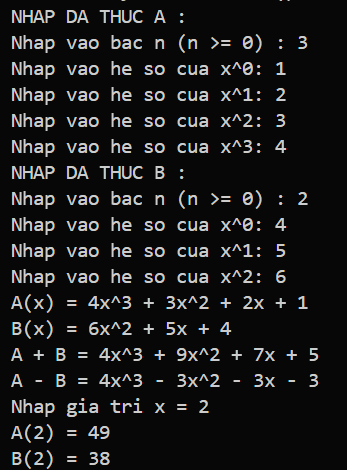 NHAP DA THUC A :
Nhap vao bac n (n >= 0) : 3
Nhap vao he so cua x^0: 1
Nhap vao he so cua x^1: 2
Nhap vao he so cua x^2: 3
Nhap vao he so cua x^3: 4
NHAP DA THUC B :
Nhap vao bac n (n >= 0) : 2
Nhap vao he so cua x^0: 4
Nhap vao he so cua x^1: 5
Nhap vao he so cua x^2: 6
A(x) = 4x^3 + 3x^2 + 2x + 1
B(x) = 6x^2 + 5x + 4
A + B = 4x^3 + 9x^2 + 7x + 5
A - B = 4x^3 - 3x^2 - 3x - 3
Nhap gia tri x = 2
A(2) = 49
B(2) = 38